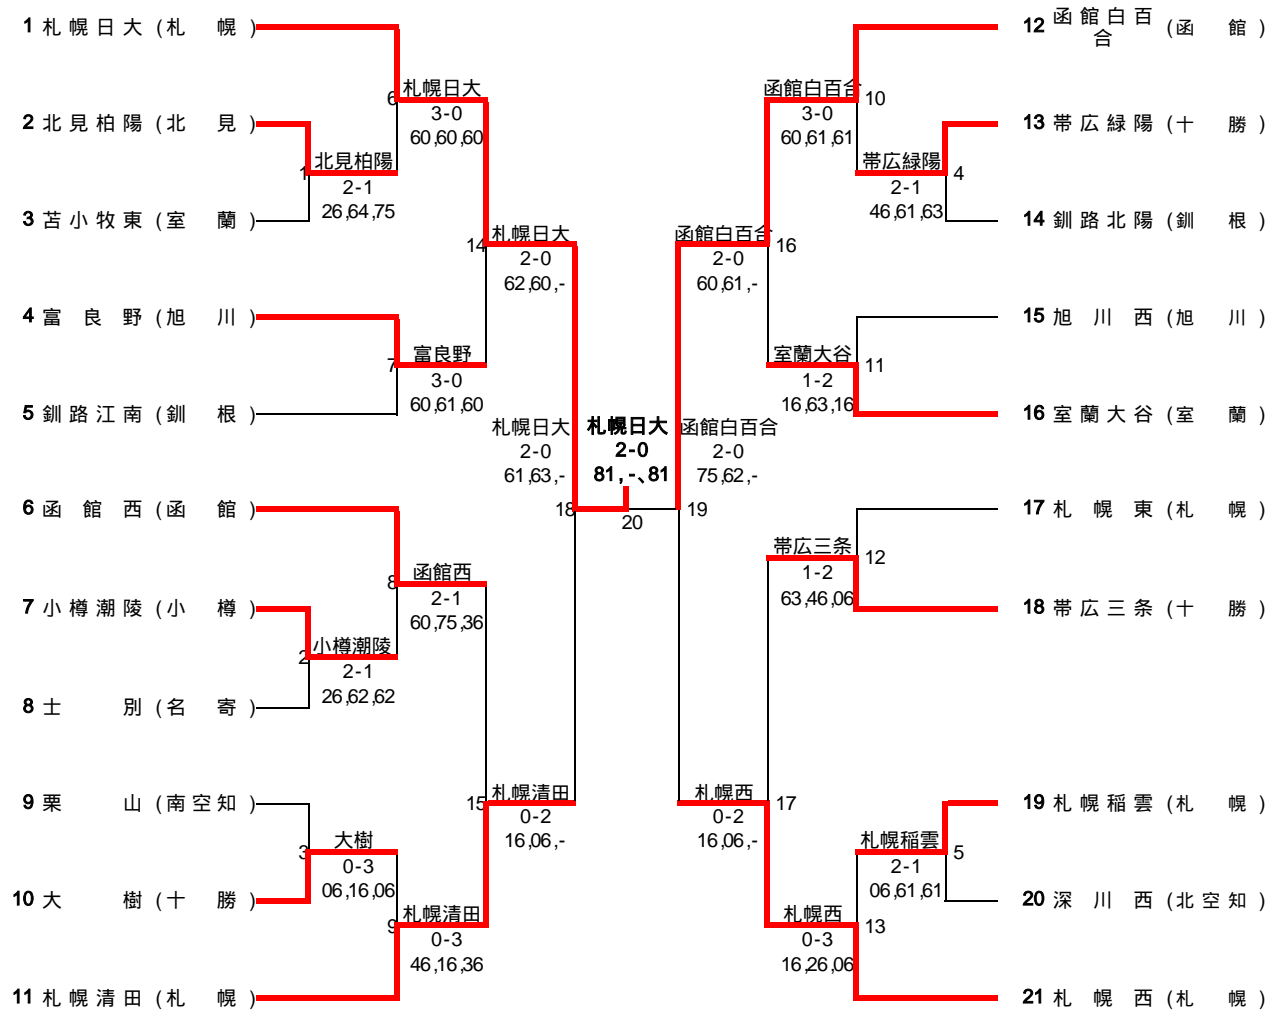 1 札幌日大 (札 幌)
2 北見柏陽 (北 見)
3 苫小牧東 (室 蘭)
4 富良野 (旭 川)
5 釧路江南 (釧 根)
6 函館西 (函 館)
7 小樽潮陵 (小 樽)
8 士別 (名 寄)
9 栗山 (南空知)
10 大樹 (十 勝)
11 札幌清田 (札 幌)
1
北見柏陽
2-1
26,64,75
2
小樽潮陵
2-1
26,62,62
3
大樹
0-3
06,16,06
6
札幌日大
3-0
60,60,60
7
富良野
3-0
60,61,60
8
函館西
2-1
60,75,36
9
札幌清田
0-3
46,16,36
14
札幌日大
2-0
62,60,-
15
札幌清田
0-2
16,06,-
札幌日大
2-0
61,63,-
18
札幌日大
2-0
81,-、81
20
函館白百合
2-0
75,62,-
19
函館白百合
2-0
60,61,-
16
札幌西
0-2
16,06,-
17
函館白百合
3-0
60,61,61
10
室蘭大谷
1-2
16,63,16
11
帯広三条
1-2
63,46,06
12
札幌西
0-3
16,26,06
13
帯広緑陽
2-1
46,61,63
4
札幌稲雲
2-1
06,61,61
5
12 函館白百合 (函 館)
13 帯広緑陽 (十 勝)
14 釧路北陽 (釧 根)
15 旭川西 (旭 川)
16 室蘭大谷 (室 蘭)
17 札幌東 (札 幌)
18 帯広三条 (十 勝)
19 札幌稲雲 (札 幌)
20 深川西 (北空知)
21 札幌西 (札 幌)